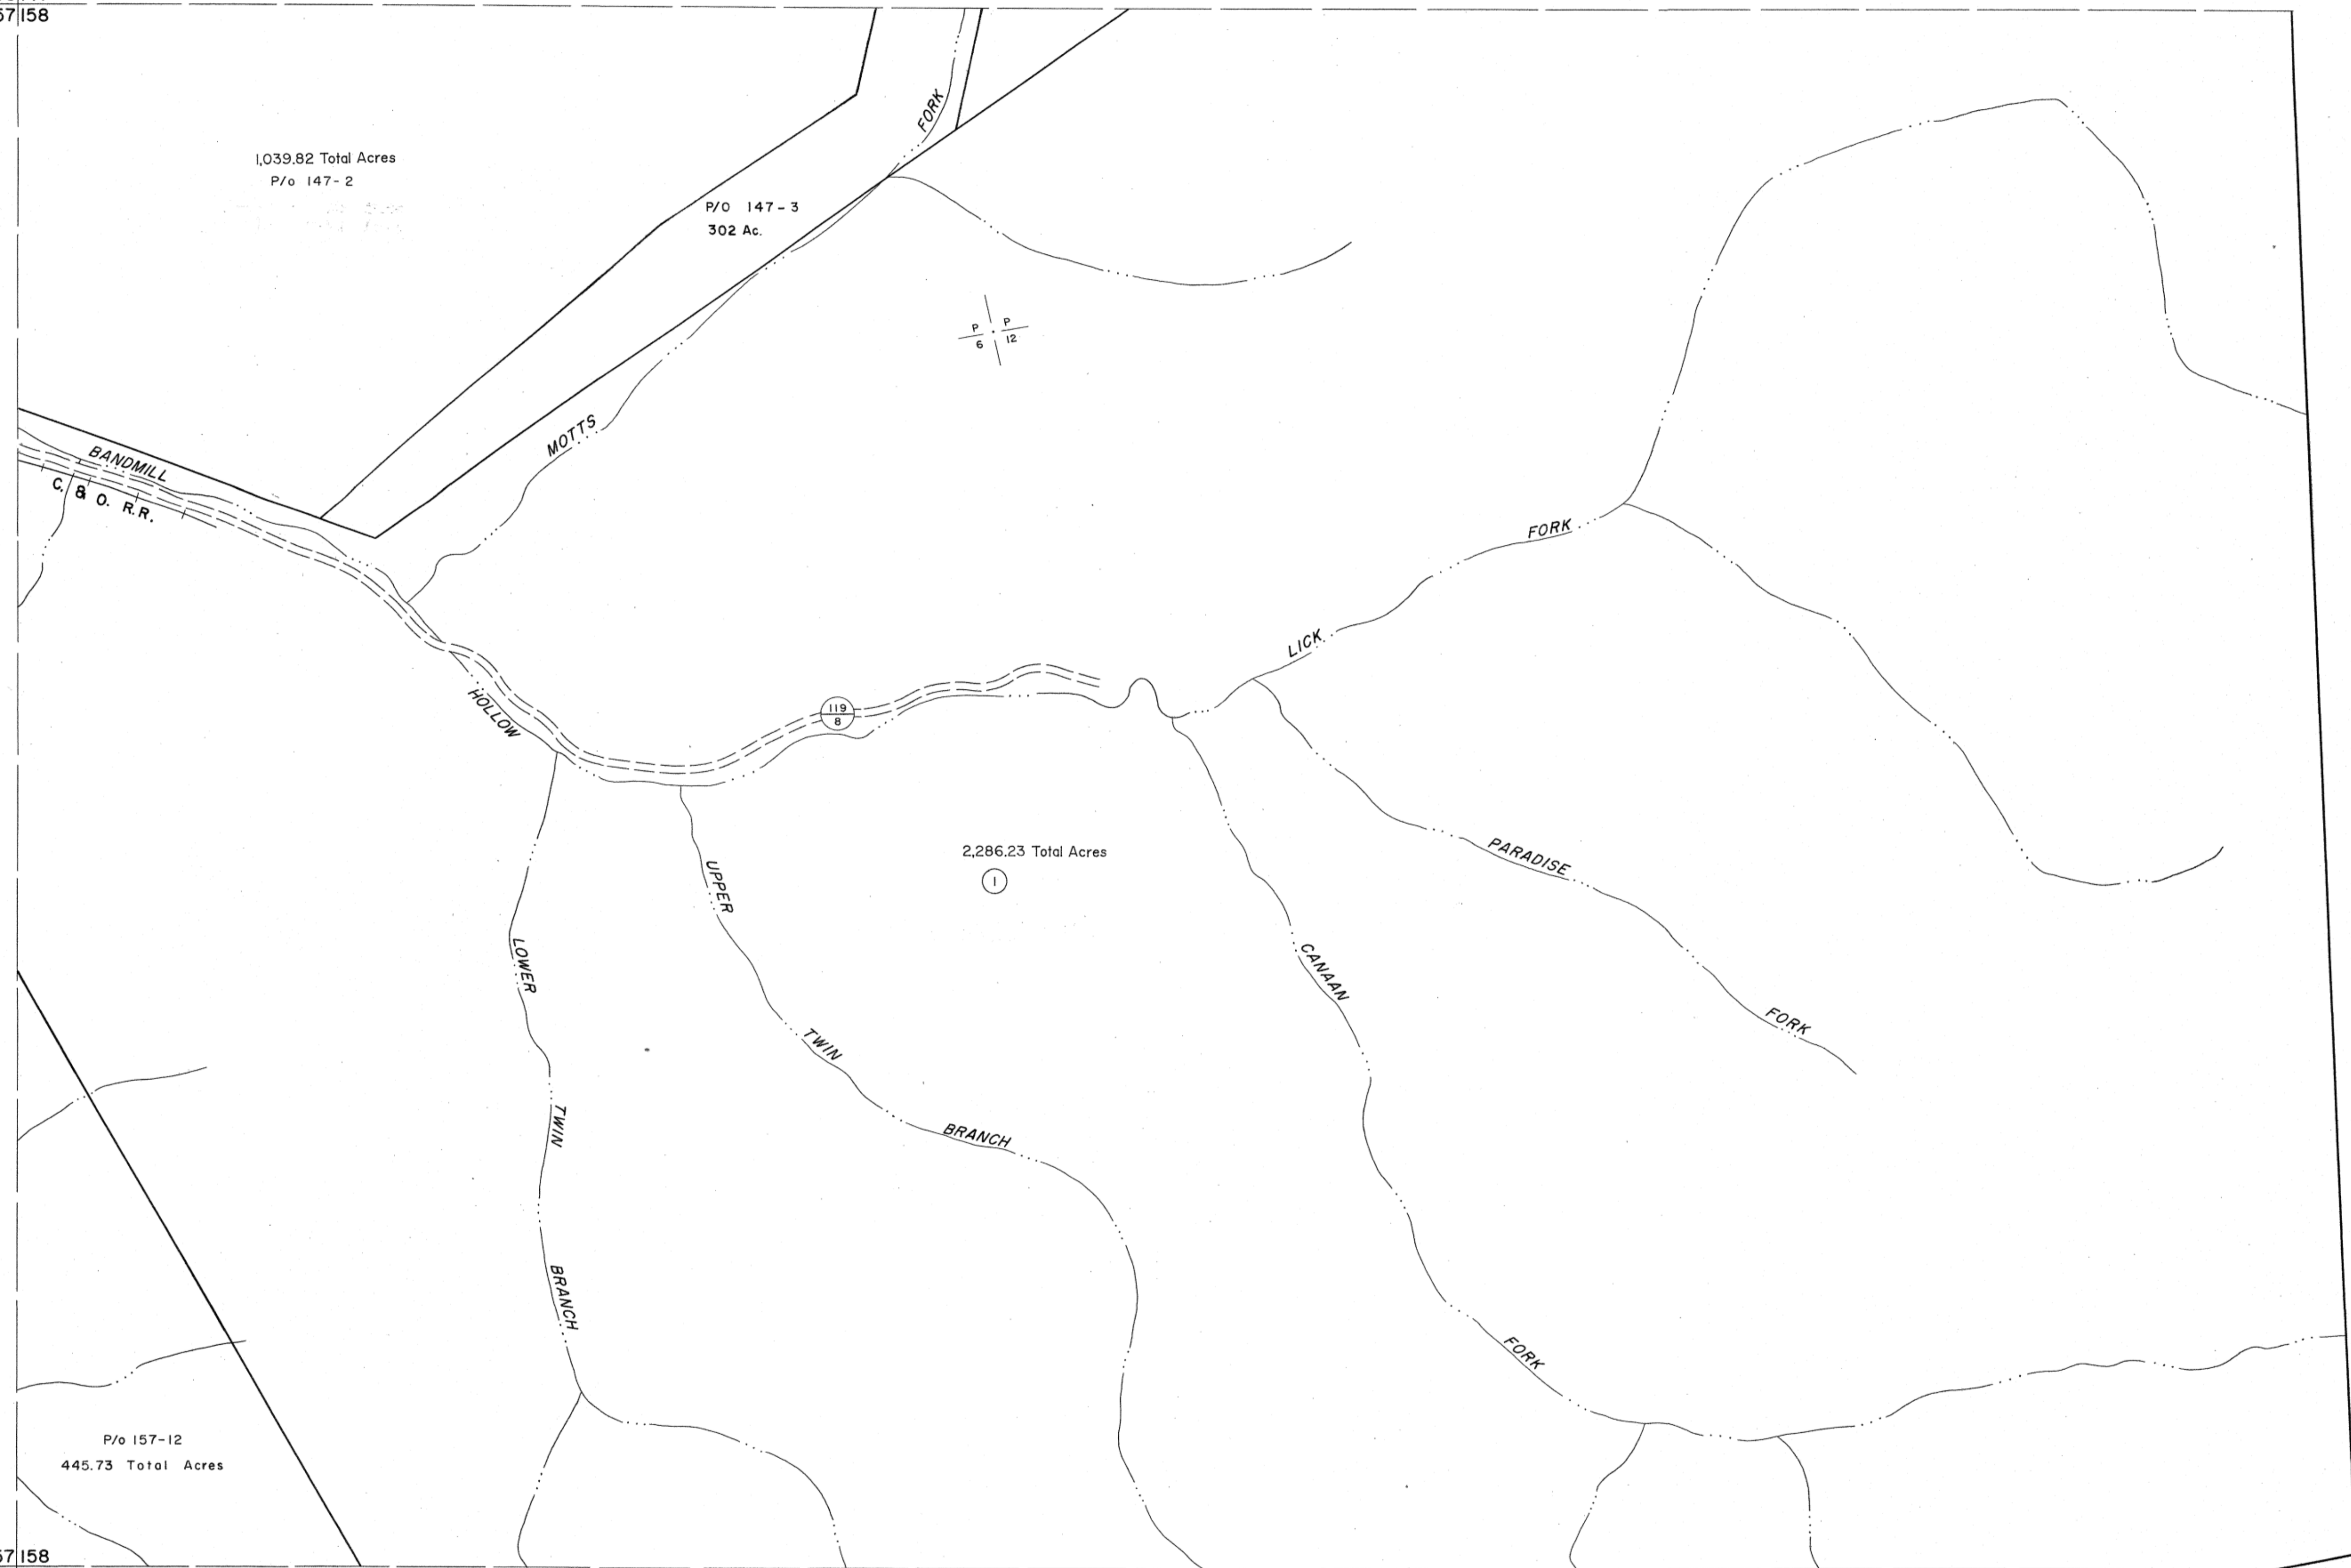 57 158
1,039.82 Total Acres
P/o 147-2
FORK
P/O 147-3
302 Ac.
P P
6 12
MOTTS
BANDMILL
C. & O. R.R.
FORK
LICK
HOLLOW
119
8
2,286.23 Total Acres
1
UPPER
PARADISE
LOWER
CANAAN
TWIN
FORK
TWIN
BRANCH
BRANCH
FORK
P/o 157-12
445.73 Total Acres
57 158